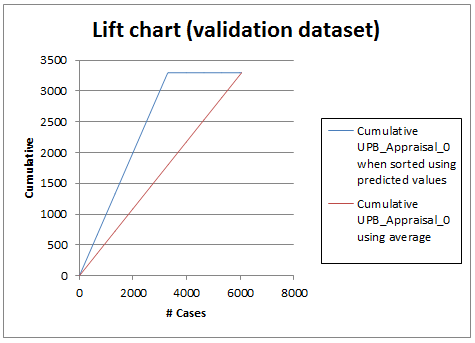 Lift chart (validation dataset)
3500
3000
2500
2000
1500
1000
500
0
Cumulative
0 2000 4000 6000 8000
# Cases
Cumulative
UPB_Appraisal_0
when sorted using
predicted values
Cumulative
UPB_Appraisal_0
using average